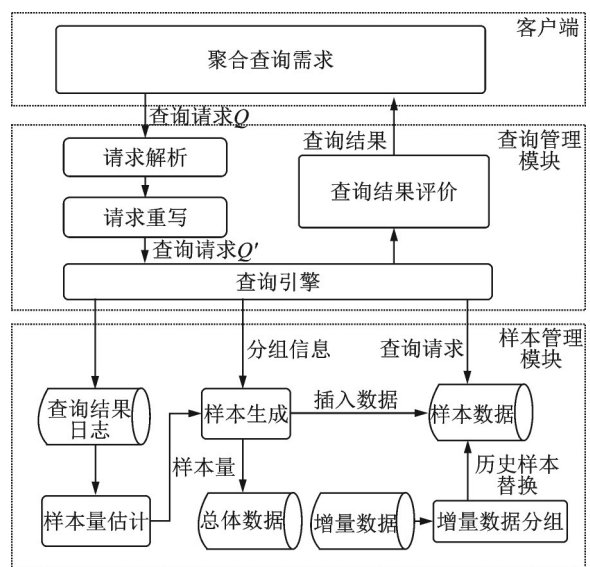 客户端
聚合查询需求
查询请求Q
查询结果
查询管理
模块
请求解析
查询结果评价
请求重写
查询请求Q′
查询引擎
样本管理
模块
分组信息
查询请求
查询结果
日志
样本生成
插入数据
样本数据
样本量
历史样本
替换
样本量估计
总体数据
增量数据
增量数据分组